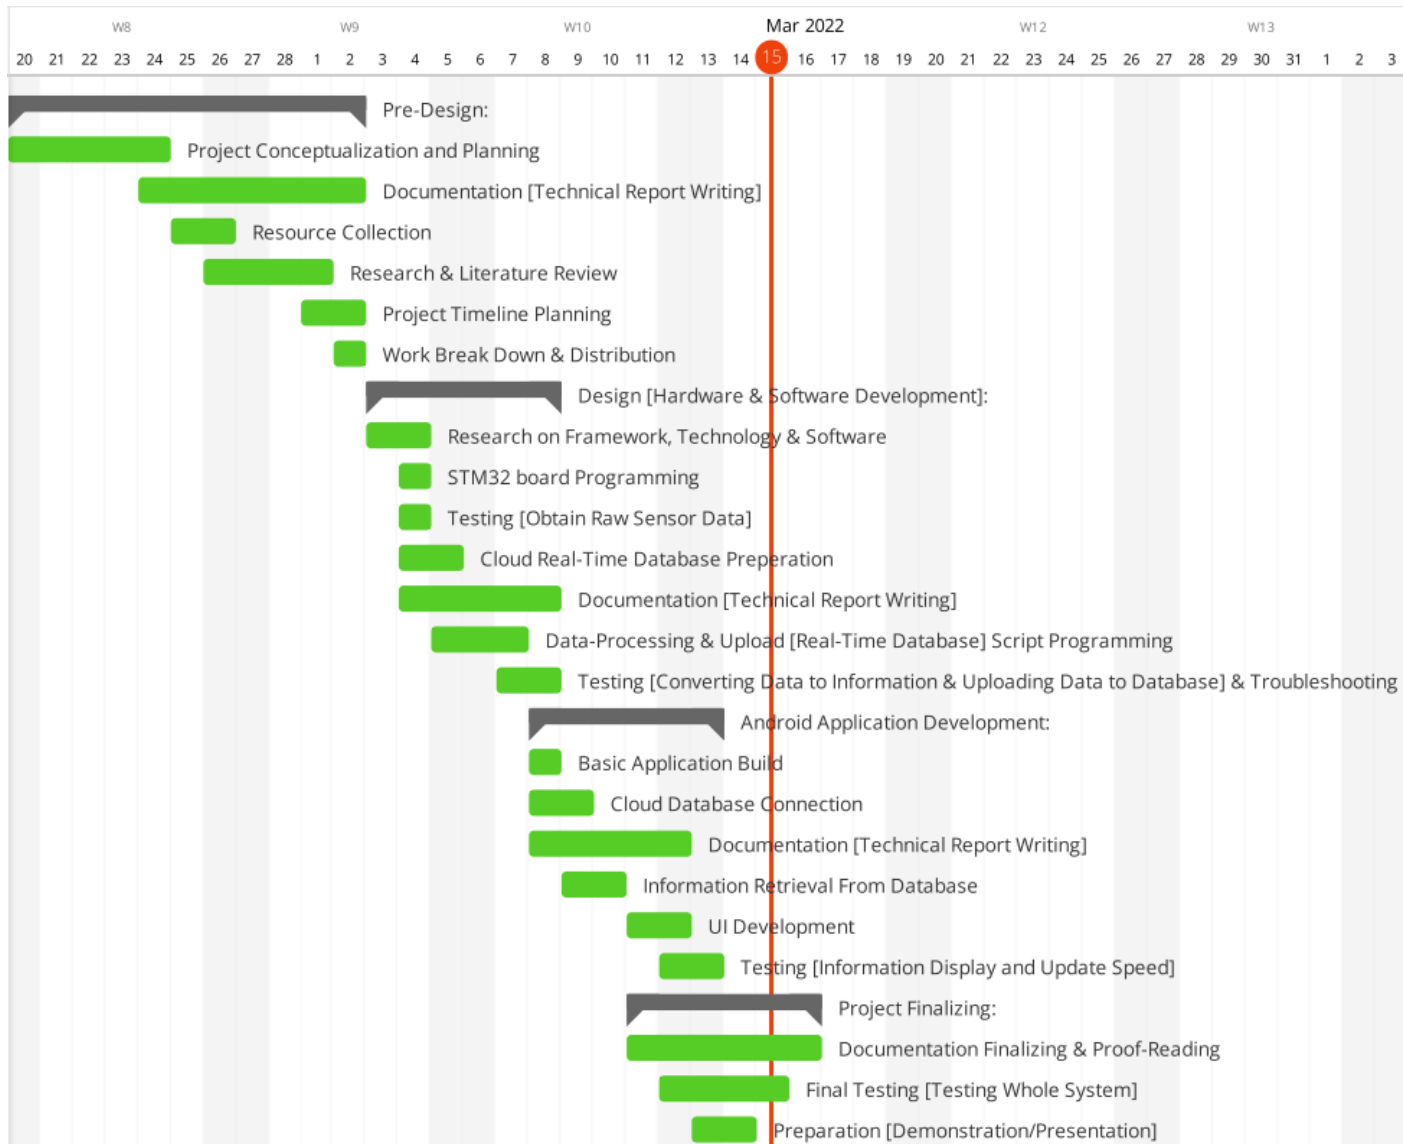 W8 W9 W10 Mar 2022 W12 W13
20 21 22 23 24 25 26 27 28 1 2 3 4 5 6 7 8 9 10 11 12 13 14 15 16 17 18 19 20 21 22 23 24 25 26 27 28 29 30 31 1 2 3
Pre-Design:
Project Conceptualization and Planning
Documentation [Technical Report Writing]
Resource Collection
Research & Literature Review
Project Timeline Planning
Work Break Down & Distribution
Design [Hardware & Software Development]:
Research on Framework, Technology & Software
STM32 board Programming
Testing [Obtain Raw Sensor Data]
Cloud Real-Time Database Preperation
Documentation [Technical Report Writing]
Data-Processing & Upload [Real-Time Database] Script Programming
Testing [Converting Data to Information & Uploading Data to Database] & Troubleshooting
Android Application Development:
Basic Application Build
Cloud Database Connection
Documentation [Technical Report Writing]
Information Retrieval From Database
UI Development
Testing [Information Display and Update Speed]
Project Finalizing:
Documentation Finalizing & Proof-Reading
Final Testing [Testing Whole System]
Preparation [Demonstration/Presentation]